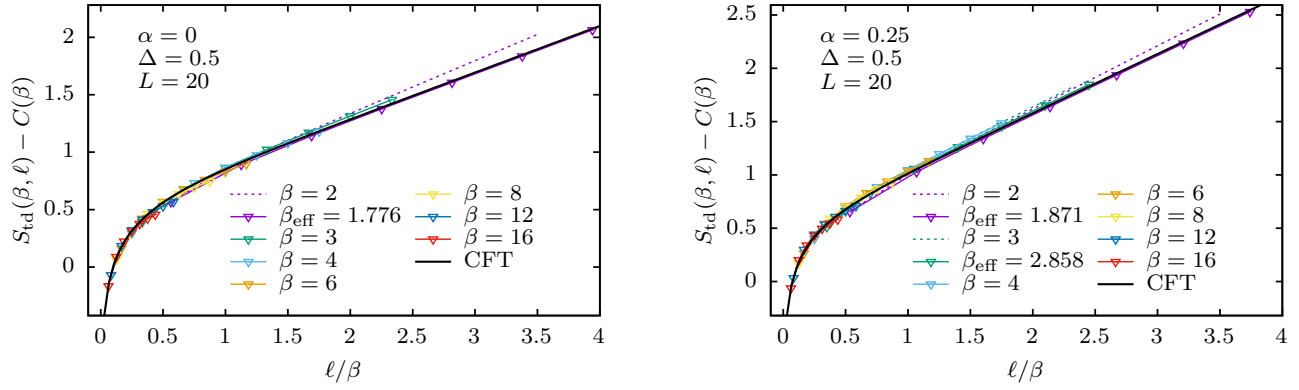 α = 0
Δ = 0.5
L = 20
S_td(β, ℓ) − C(β)
2
1.5
1
0.5
0
β = 2
β_eff = 1.776
β = 3
β = 4
β = 6
β = 8
β = 12
β = 16
CFT
0 0.5 1 1.5 2 2.5 3 3.5 4
ℓ/β
α = 0.25
Δ = 0.5
L = 20
S_td(β, ℓ) − C(β)
2.5
2
1.5
1
0.5
0
β = 2
β_eff = 1.871
β = 3
β_eff = 2.858
β = 4
β = 6
β = 8
β = 12
β = 16
CFT
0 0.5 1 1.5 2 2.5 3 3.5 4
ℓ/β